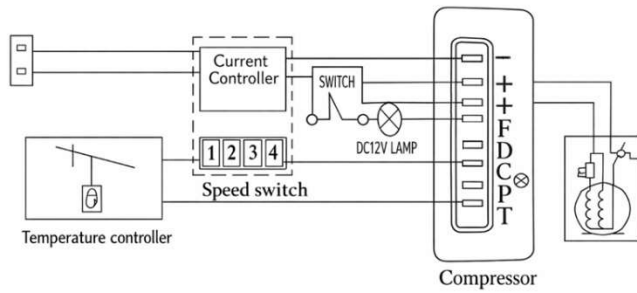 Current
Controller
SWITCH
DC12V LAMP
1 2 3 4
Speed switch
Temperature controller
−
+
+
F
D
C
P
T
Compressor